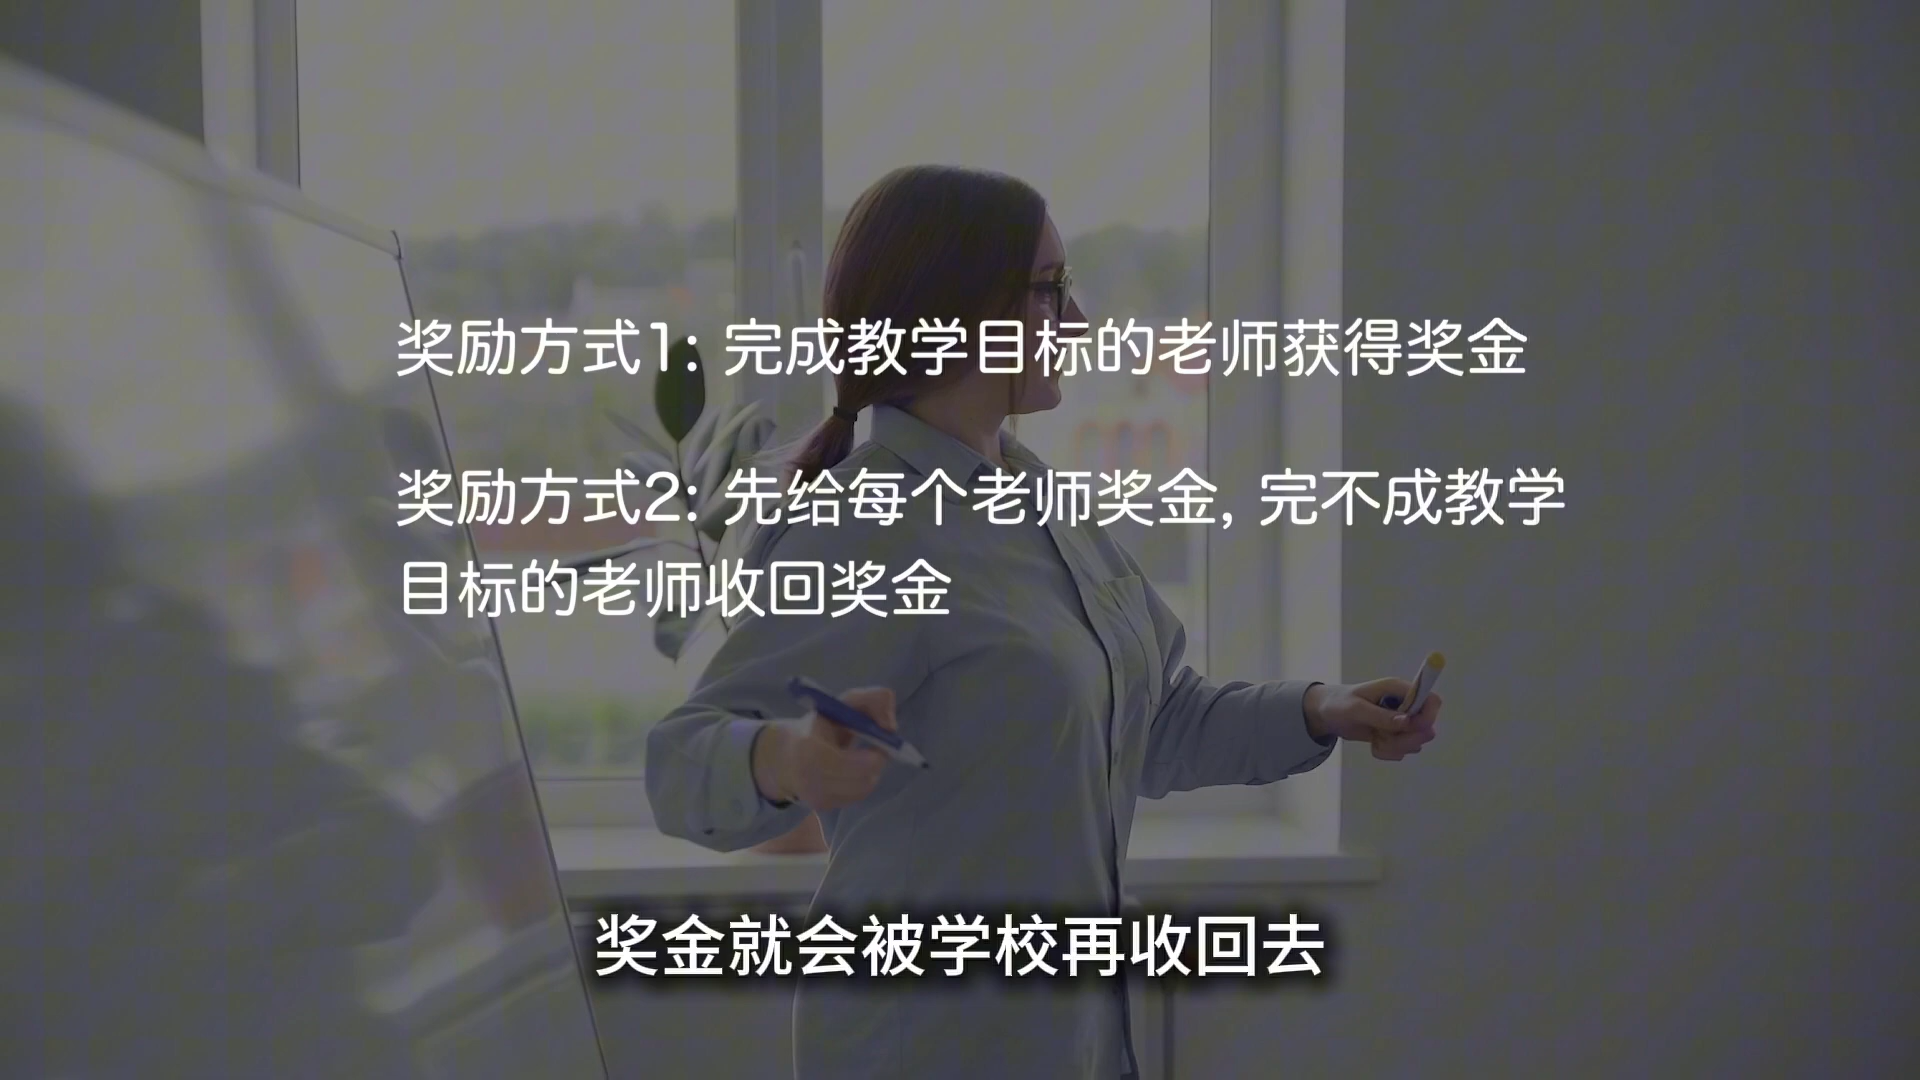 奖励方式1: 完成教学目标的老师获得奖金
奖励方式2: 先给每个老师奖金, 完不成教学
目标的老师收回奖金
奖金就会被学校再收回去